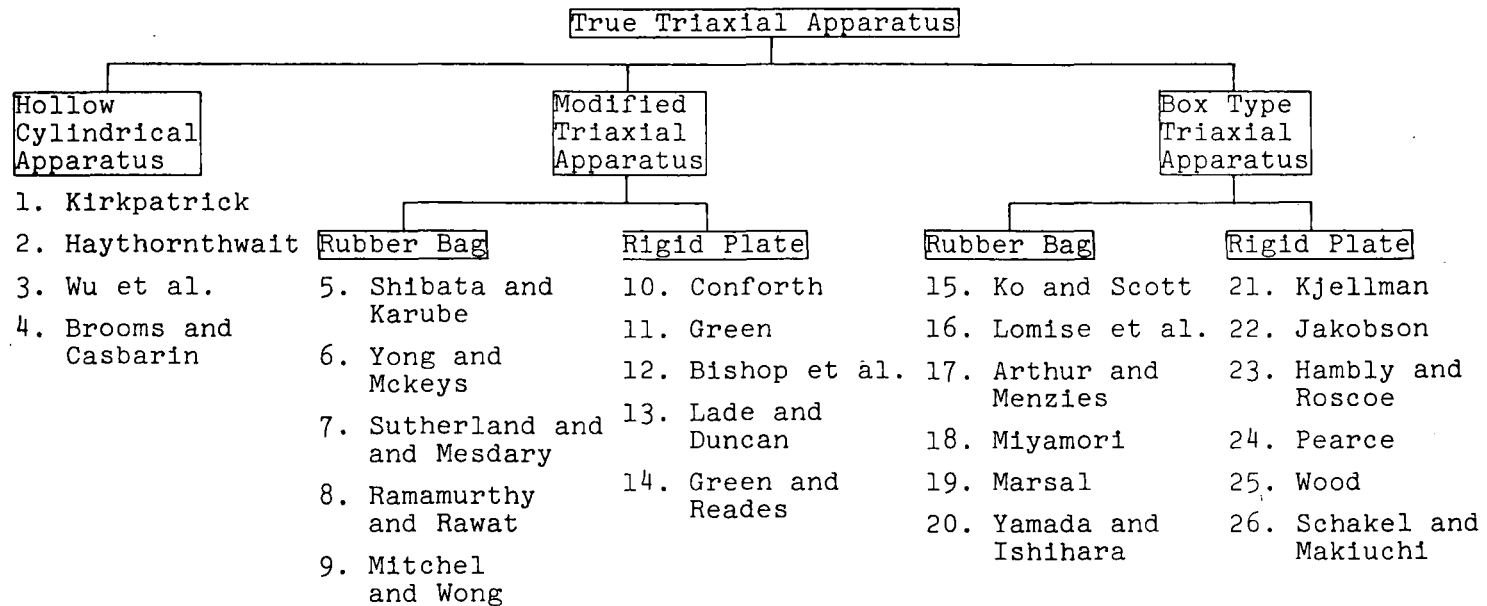 True Triaxial Apparatus
Hollow
Cylindrical
Apparatus
1. Kirkpatrick
2. Haythornthwait
3. Wu et al.
4. Brooms and
Casbarin
Modified
Triaxial
Apparatus
Rubber Bag
5. Shibata and
Karube
6. Yong and
Mckeys
7. Sutherland and
and Mesdary
8. Ramamurthy
and Rawat
9. Mitchel
and Wong
Rigid Plate
10. Conforth
11. Green
12. Bishop et al.
13. Lade and
Duncan
14. Green and
Reades
Box Type
Triaxial
Apparatus
Rubber Bag
15. Ko and Scott
16. Lomise et al.
17. Arthur and
Menzies
18. Miyamori
19. Marsal
20. Yamada and
Ishihara
Rigid Plate
21. Kjellman
22. Jakobson
23. Hambly and
Roscoe
24. Pearce
25. Wood
26. Schakel and
Makiuchi